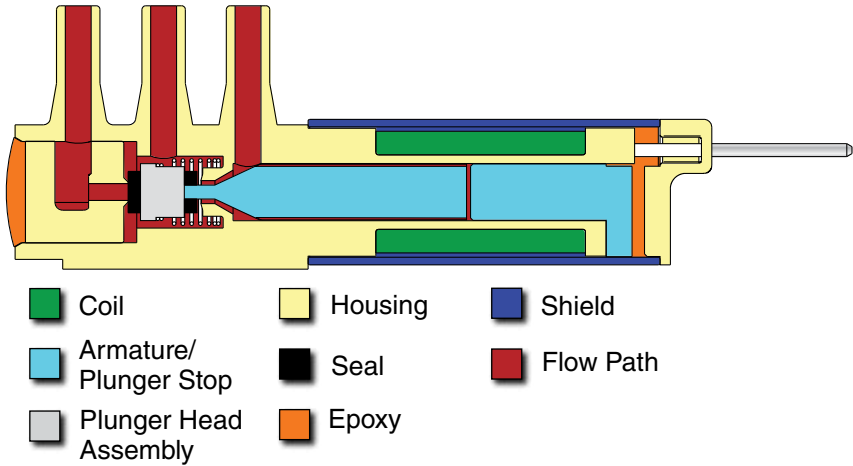 Coil
Housing
Shield
Armature/
Plunger Stop
Seal
Flow Path
Plunger Head
Assembly
Epoxy